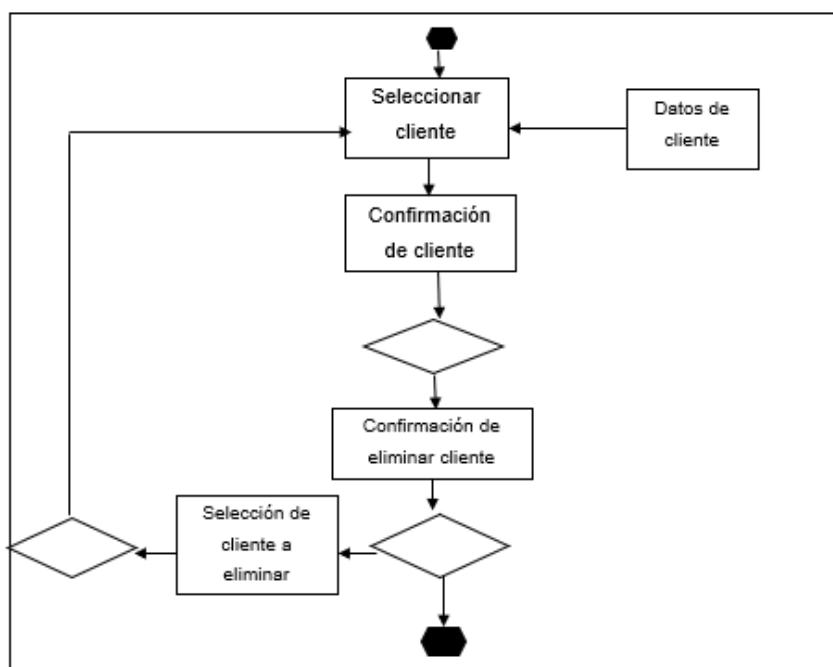 Seleccionar
cliente
Datos de
cliente
Confirmación
de cliente
Confirmación de
eliminar cliente
Selección de
cliente a
eliminar